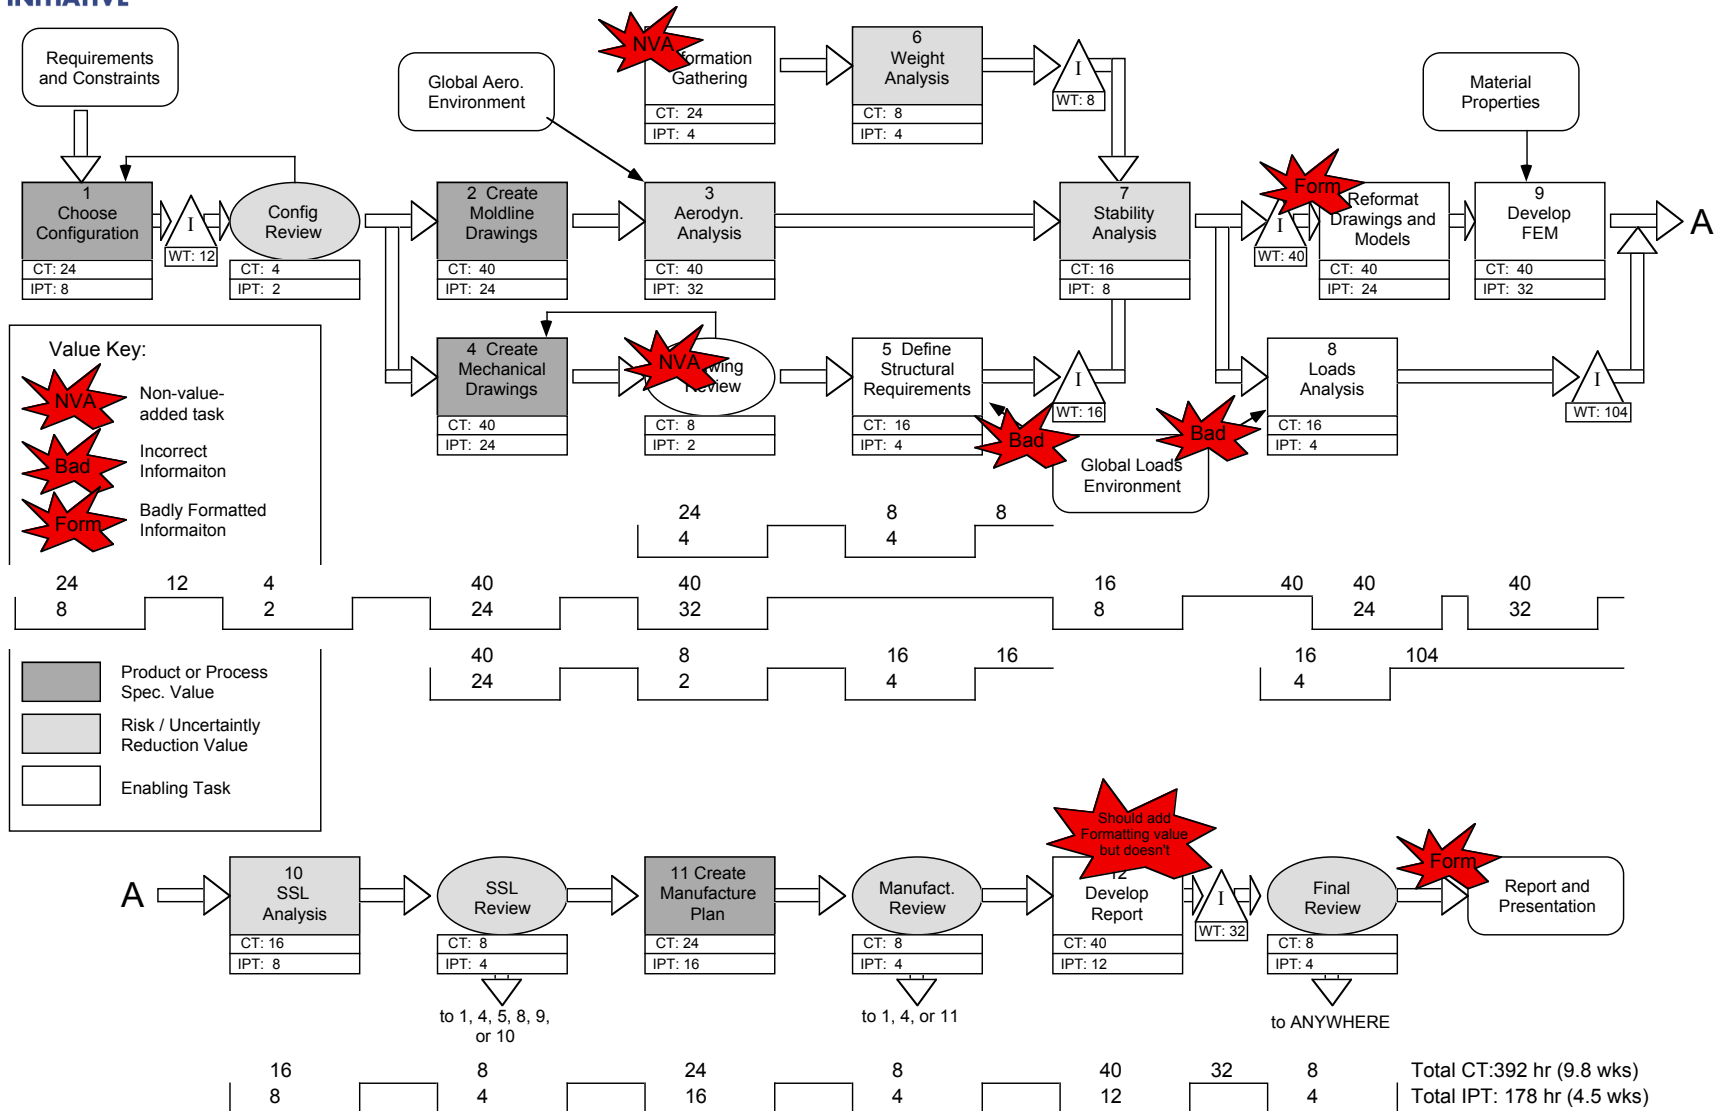 INITIATIVE
Requirements
and Constraints
Global Aero.
Environment
NVA
formation
Gathering
CT: 24
IPT: 4
6
Weight
Analysis
CT: 8
IPT: 4
I
WT: 8
Material
Properties
1
Choose
Configuration
CT: 24
IPT: 8
I
WT: 12
Config
Review
CT: 4
IPT: 2
2 Create
Moldline
Drawings
CT: 40
IPT: 24
3
Aerodyn.
Analysis
CT: 40
IPT: 32
7
Stability
Analysis
CT: 16
IPT: 8
I
WT: 40
Form
Reformat
Drawings and
Models
CT: 40
IPT: 24
9
Develop
FEM
CT: 40
IPT: 32
A
4 Create
Mechanical
Drawings
CT: 40
IPT: 24
NVA
wing
Review
CT: 8
IPT: 2
5 Define
Structural
Requirements
CT: 16
IPT: 4
I
WT: 16
Bad
Bad
Global Loads
Environment
8
Loads
Analysis
CT: 16
IPT: 4
I
WT: 104
Value Key:
NVA
Non-value-
added task
Bad
Incorrect
Informaiton
Form
Badly Formatted
Informaiton
24 8 8
4 4
24 12 4 40 40 16 40 40 40
8 2 24 32 8 24 32
40 8 16 16 16 104
24 2 4 4
Product or Process
Spec. Value
Risk / Uncertaintly
Reduction Value
Enabling Task
A
10
SSL
Analysis
CT: 16
IPT: 8
SSL
Review
CT: 8
IPT: 4
to 1, 4, 5, 8, 9,
or 10
11 Create
Manufacture
Plan
CT: 24
IPT: 16
Manufact.
Review
CT: 8
IPT: 4
to 1, 4, or 11
Should add
Formatting value
but doesn't
12
Develop
Report
CT: 40
IPT: 12
I
WT: 32
Final
Review
CT: 8
IPT: 4
to ANYWHERE
Form
Report and
Presentation
16 8 24 8 40 32 8 Total CT:392 hr (9.8 wks)
8 4 16 4 12 4 Total IPT: 178 hr (4.5 wks)